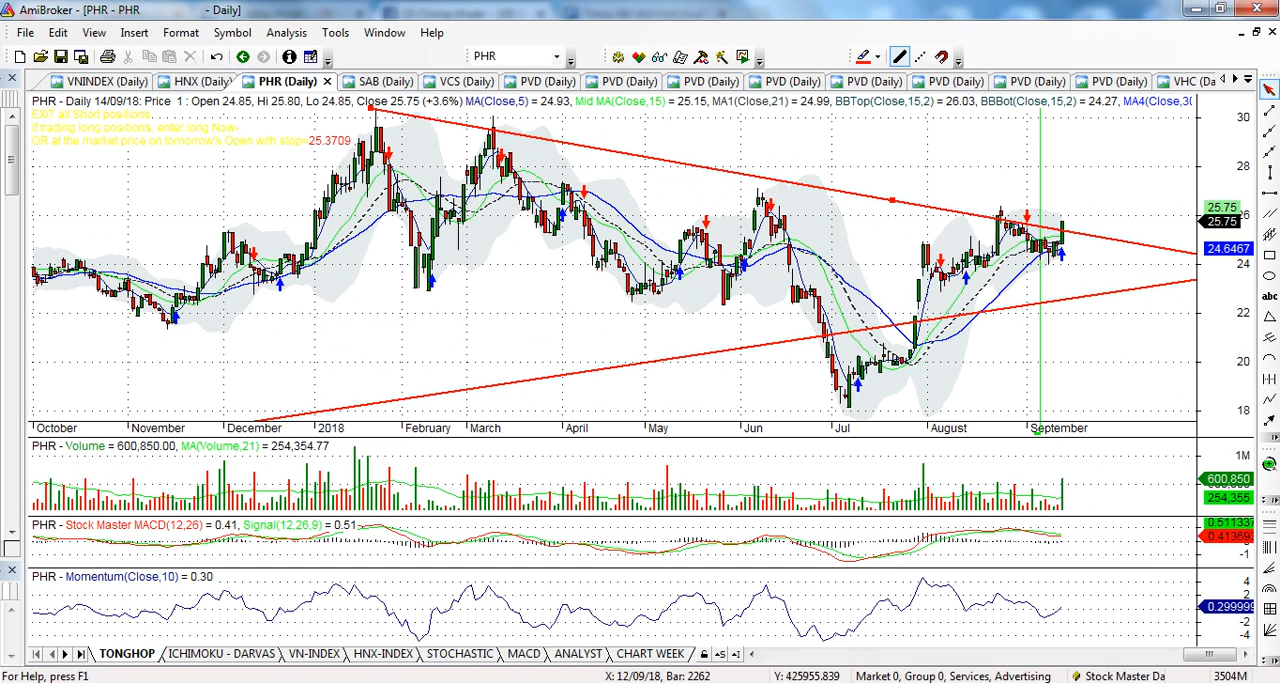 AmiBroker - [PHR - PHR - Daily]
File Edit View Insert Format Symbol Analysis Tools Window Help
PHR
VNINDEX (Daily) HNX (Daily) PHR (Daily) SAB (Daily) VCS (Daily) PVD (Daily) PVD (Daily) PVD (Daily) PVD (Daily) PVD (Daily) PVD (Daily) PVD (Daily) PVD (Daily) VHC (Da
PHR - Daily 14/09/18: Price 1 : Open 24.85, Hi 25.80, Lo 24.85, Close 25.75 (+3.6%) MA(Close,5) = 24.93, Mid MA(Close,15) = 25.15, MA1(Close,21) = 24.99, BBTop(Close,15,2) = 26.03, BBBot(Close,15,2) = 24.27, MA4(Close,30
EXIT all Short positions,
If trading long positions, enter long Now-
OR at the market price on tomorrow's Open with stop=25.3709
30
28
26
25.75
25.75
24.6467
24
22
20
18
October November December 2018 February March April May Jun Jul August September
PHR - Volume = 600,850.00, MA(Volume,21) = 254,354.77
1M
600,850
254,355
PHR - Stock Master MACD(12,26) = 0.41, Signal(12,26,9) = 0.51
0.511337
0.413693
-1
PHR - Momentum(Close,10) = 0.30
4
2
0.299999
-2
-4
TONGHOP ICHIMOKU - DARVAS VN-INDEX HNX-INDEX STOCHASTIC MACD ANALYST CHART WEEK
For Help, press F1 X: 12/09/18, Bar: 2262 Y: 425955.839 Market 0, Group 0, Services, Advertising Stock Master Da 3504M
abc